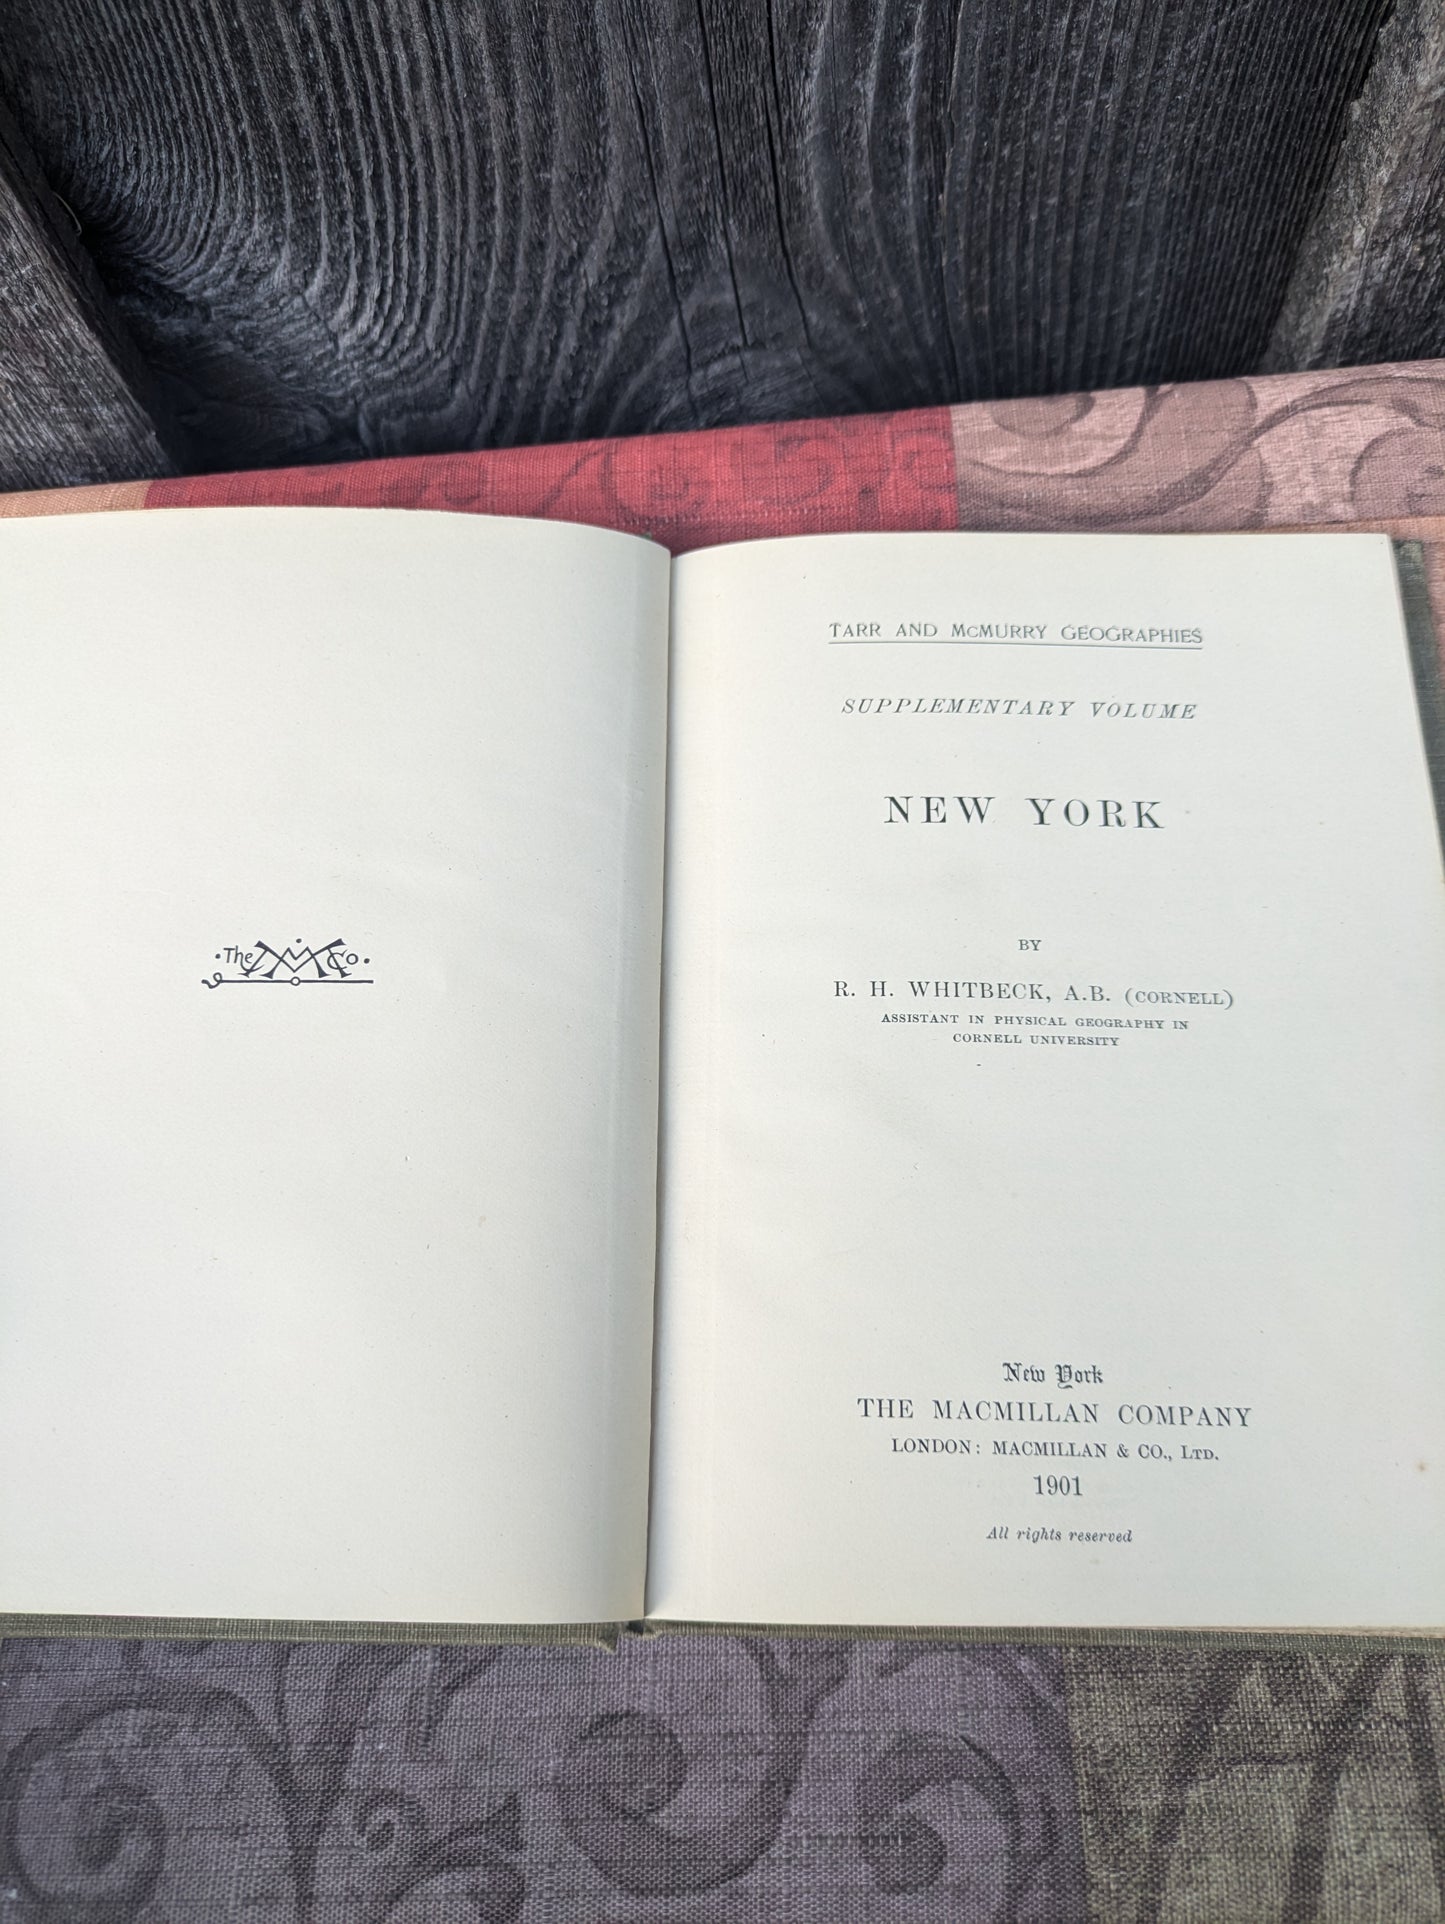 ·The M Co·
TARR AND McMURRY GEOGRAPHIES
SUPPLEMENTARY VOLUME
NEW YORK
BY
R. H. WHITBECK, A.B. (CORNELL)
ASSISTANT IN PHYSICAL GEOGRAPHY IN
CORNELL UNIVERSITY
New York
THE MACMILLAN COMPANY
LONDON: MACMILLAN & CO., LTD.
1901
All rights reserved